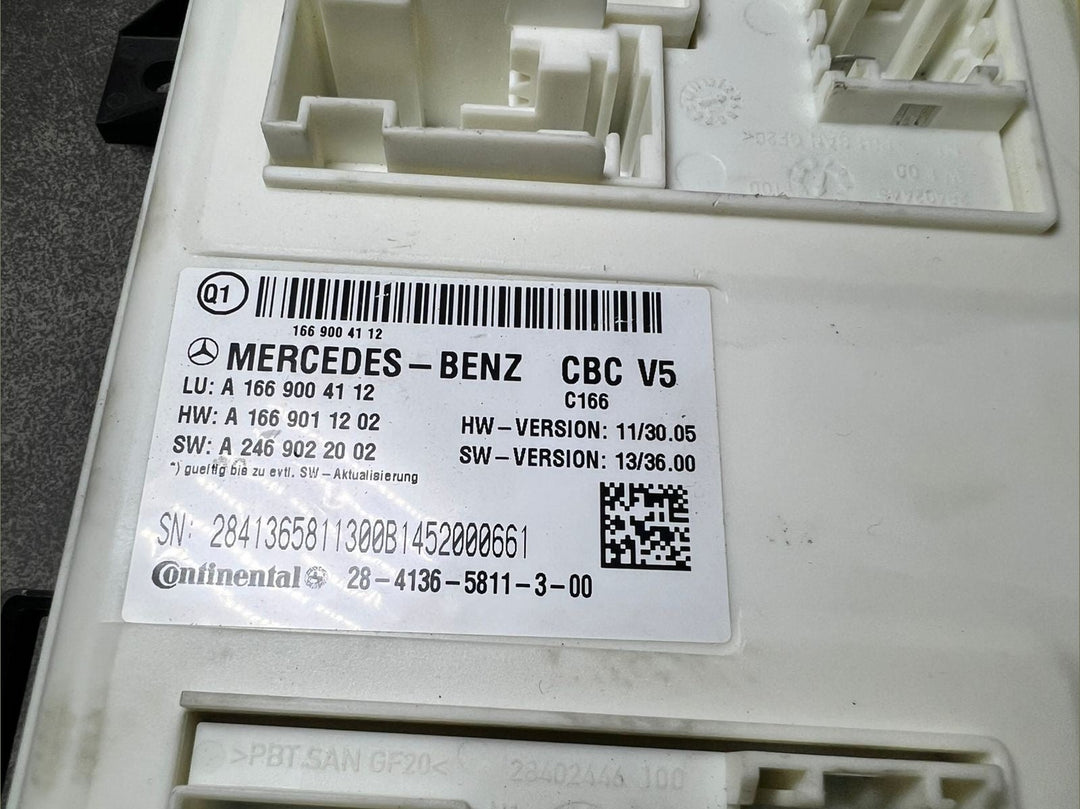 Q1
166 900 41 12
MERCEDES-BENZ CBC V5
C166
LU: A 166 900 41 12
HW: A 166 901 12 02
HW-VERSION: 11/30.05
SW: A 246 902 20 02
SW-VERSION: 13/36.00
*) gueltig bis zu evtl. SW-Aktualisierung
SN: 2841365811300B1452000661
Continental 28-4136-5811-3-00
>PBT.SAN GF20<
28402446 J00